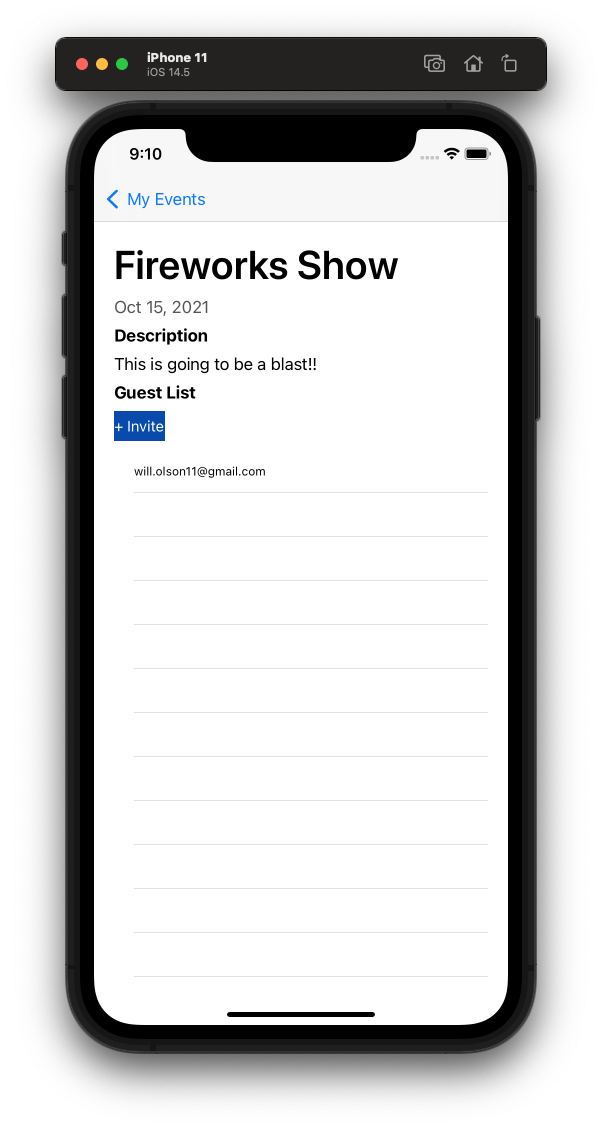 iPhone 11
iOS 14.5
9:10
My Events
Fireworks Show
Oct 15, 2021
Description
This is going to be a blast!!
Guest List
+ Invite
will.olson11@gmail.com